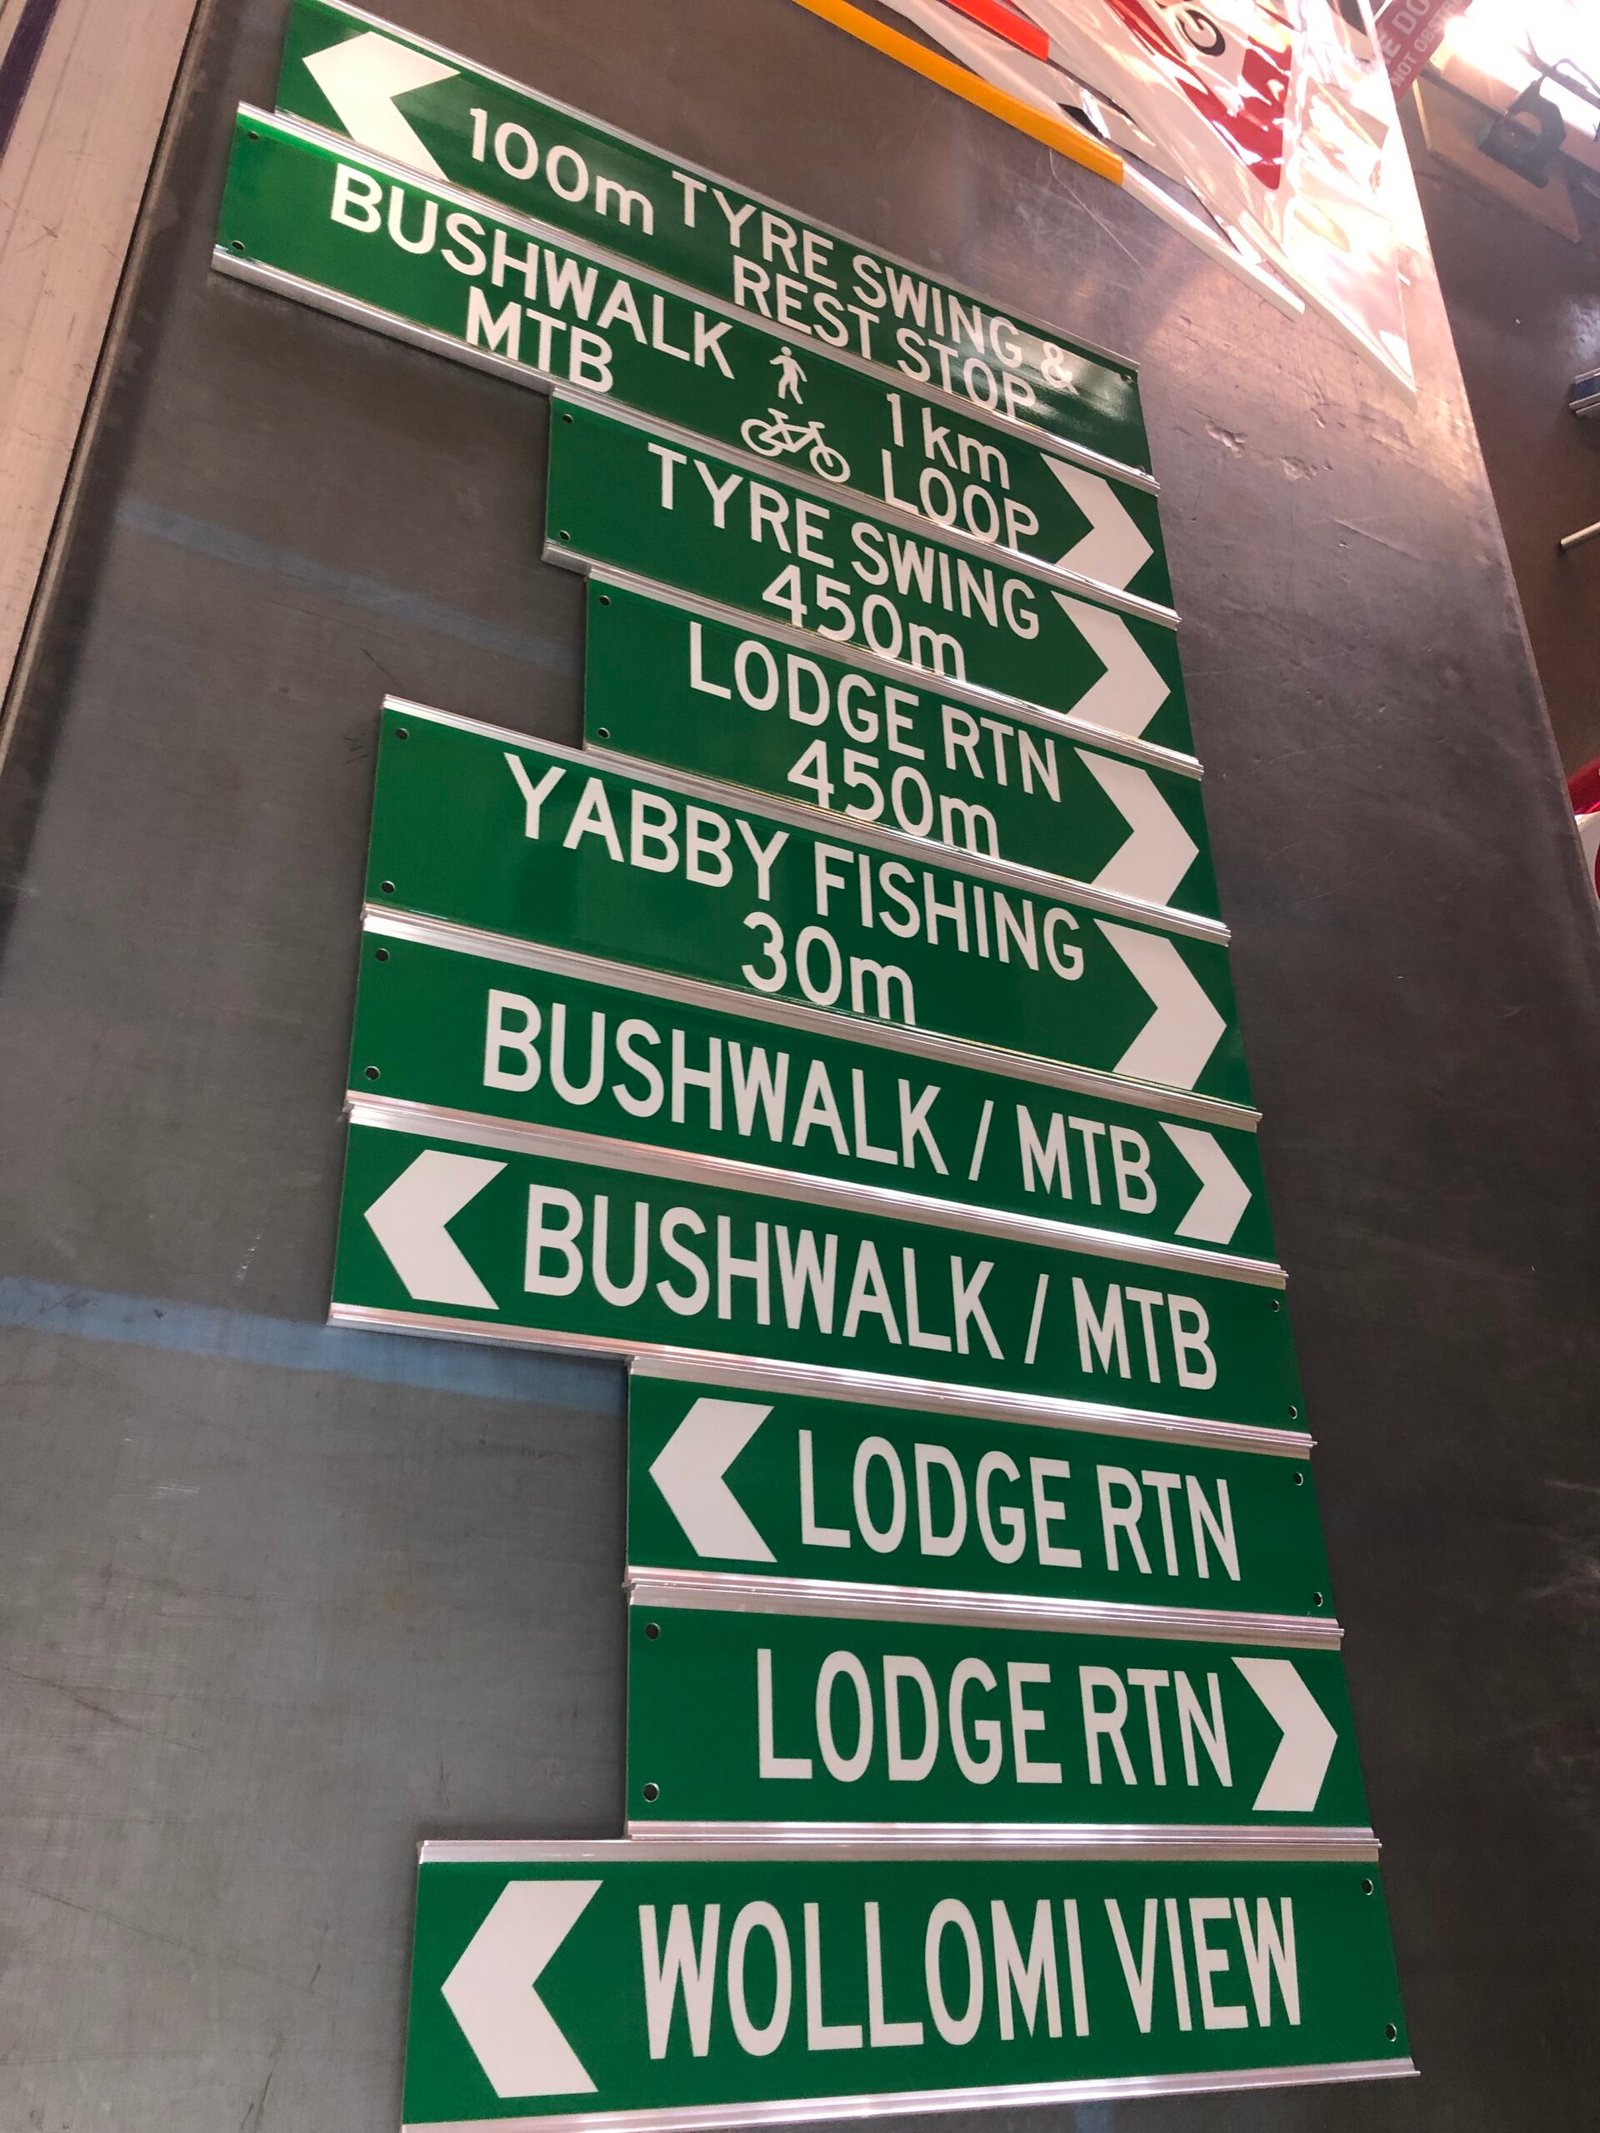 100m TYRE SWING &
REST STOP
BUSHWALK 1km
MTB LOOP
TYRE SWING
450m
LODGE RTN
450m
YABBY FISHING
30m
BUSHWALK / MTB
BUSHWALK / MTB
LODGE RTN
LODGE RTN
WOLLOMI VIEW